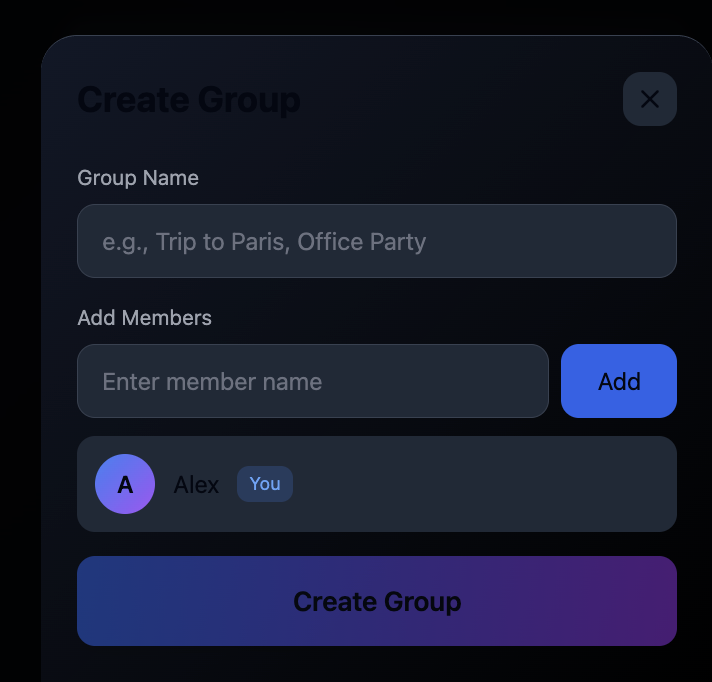 Create Group
Group Name
e.g., Trip to Paris, Office Party
Add Members
Enter member name
Add
A Alex You
Create Group